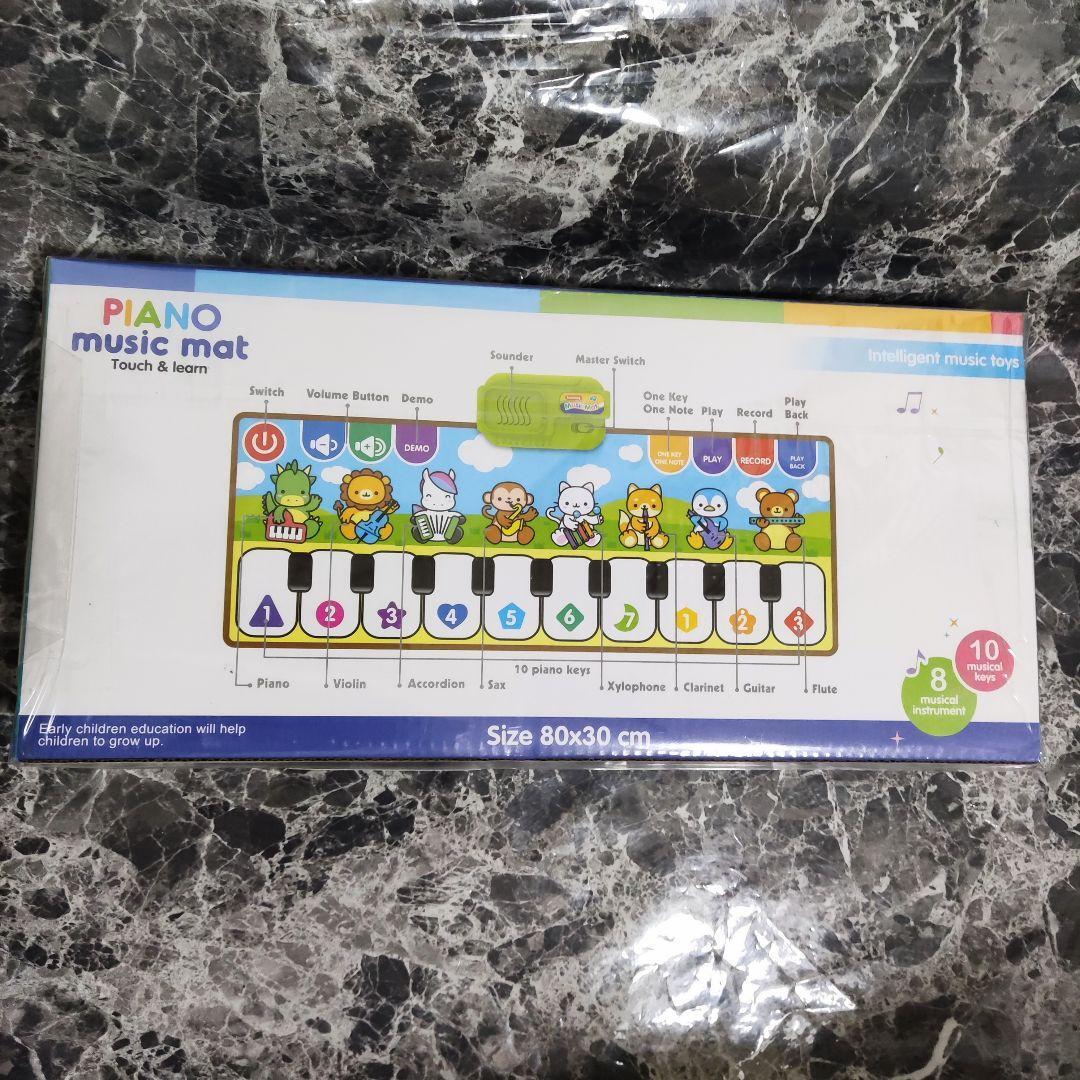 PIANO
music mat
Touch & learn
Intelligent music toys
Sounder
Master Switch
Switch
Volume Button
Demo
One Key
One Note
Play
Record
Play
Back
Music Mat
DEMO
ONE KEY
ONE NOTE
PLAY
RECORD
PLAY
BACK
1 2 3 4 5 6 7 1 2 3
10 piano keys
Piano
Violin
Accordion
Sax
Xylophone
Clarinet
Guitar
Flute
10
musical
keys
8
musical
instrument
Early children education will help
children to grow up.
Size 80x30 cm